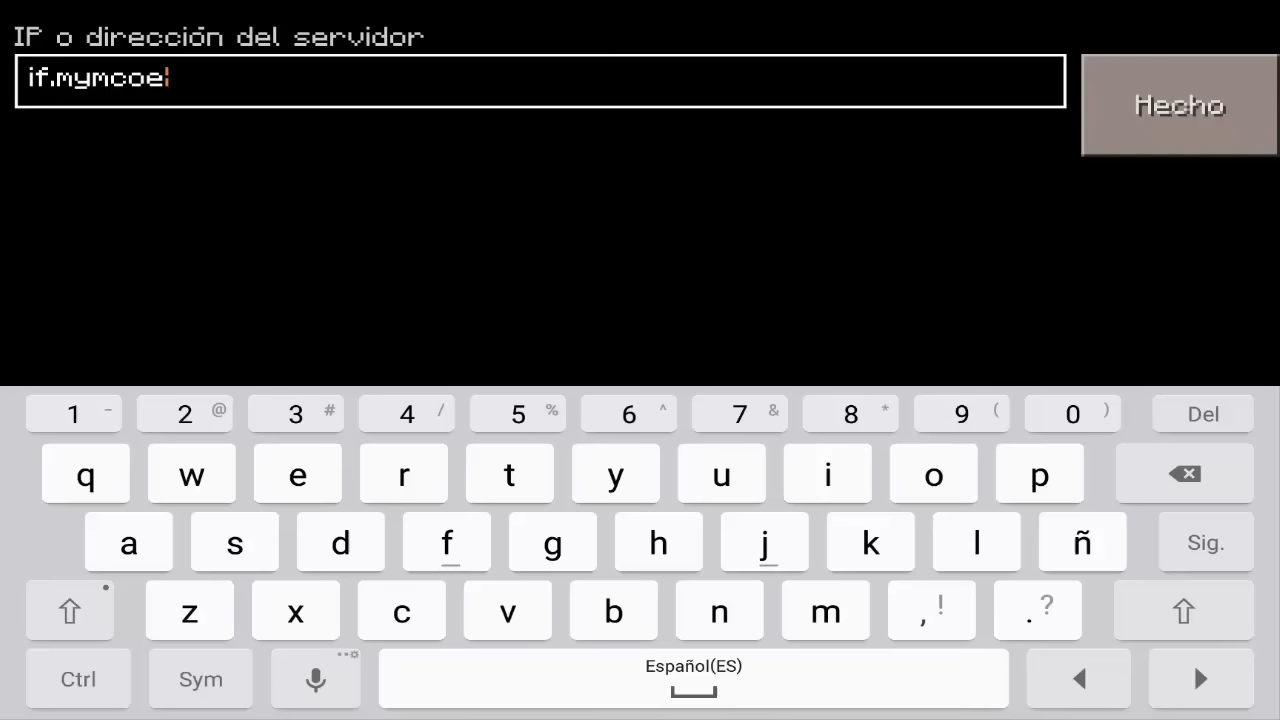 IP o dirección del servidor
if.mymcoe
Hecho
1 - 2 @ 3 # 4 / 5 % 6 ^ 7 & 8 * 9 ( 0 ) Del
q w e r t y u i o p
a s d f g h j k l ñ Sig.
z x c v b n m , ! . ?
Ctrl Sym Español(ES)